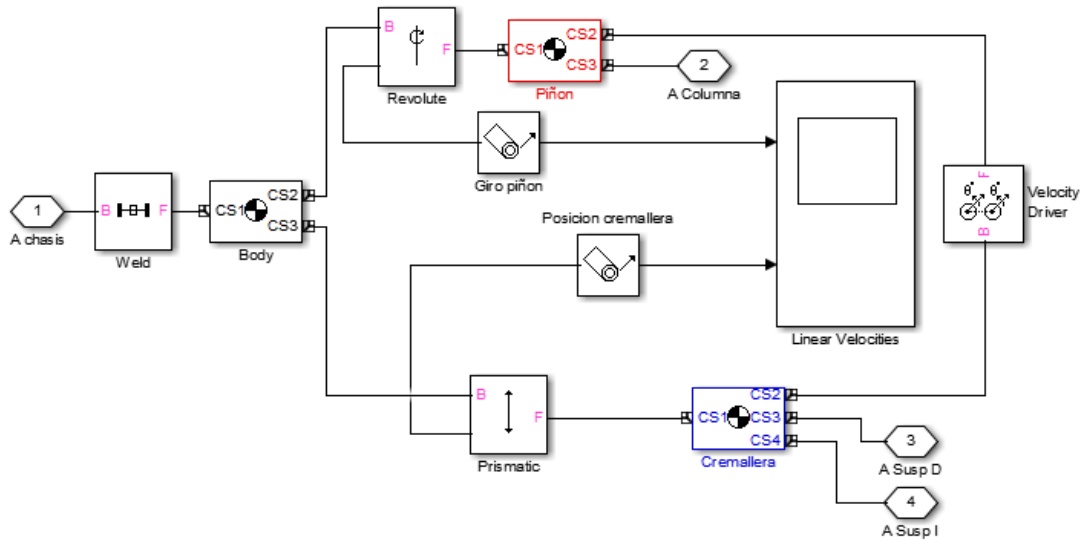 B
F
Revolute
CS1
CS2
CS3
Piñon
2
A Columna
Giro piñon
1
A chasis
B
F
Weld
CS1
CS2
CS3
Body
Posicion cremallera
Linear Velocities
F
B
Velocity
Driver
B
F
Prismatic
CS1
CS2
CS3
CS4
Cremallera
3
A Susp D
4
A Susp I